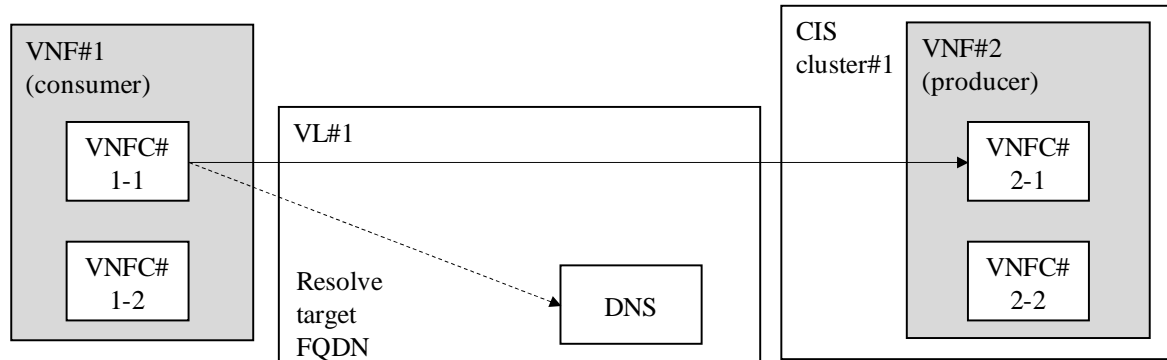 VNF#1
(consumer)
VNFC#
1-1
VNFC#
1-2
VL#1
Resolve
target
FQDN
DNS
CIS
cluster#1
VNF#2
(producer)
VNFC#
2-1
VNFC#
2-2